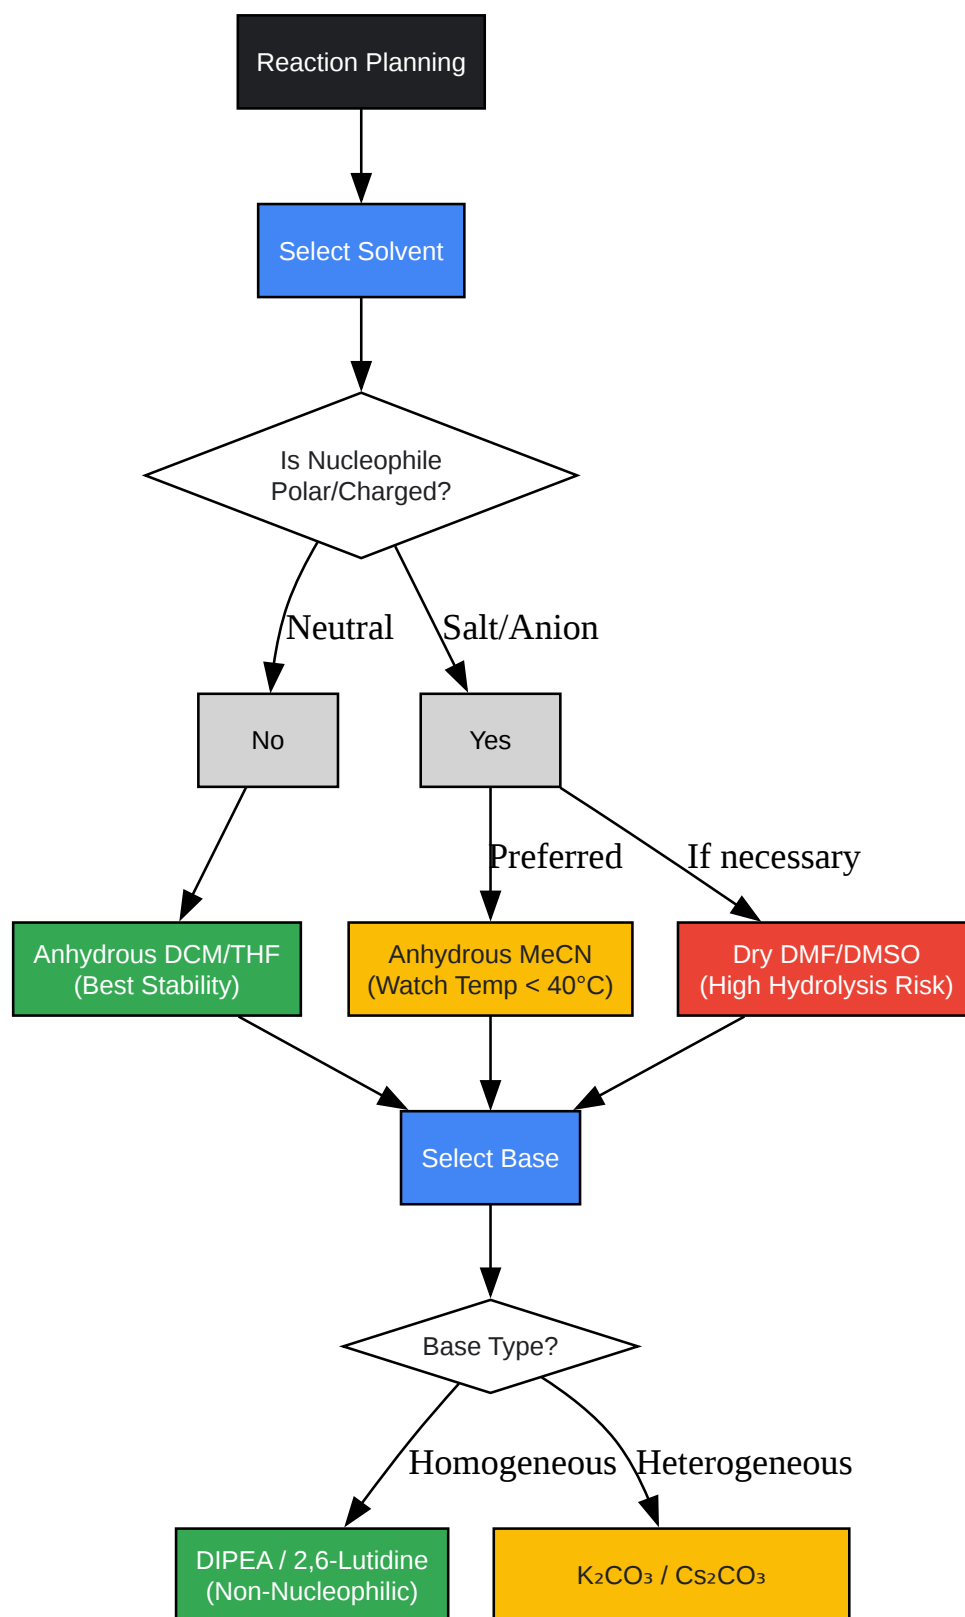 Reaction Planning
Select Solvent
Is Nucleophile
Polar/Charged?
Neutral
Salt/Anion
No
Yes
Preferred
If necessary
Anhydrous DCM/THF
(Best Stability)
Anhydrous MeCN
(Watch Temp < 40°C)
Dry DMF/DMSO
(High Hydrolysis Risk)
Select Base
Base Type?
Homogeneous
Heterogeneous
DIPEA / 2,6-Lutidine
(Non-Nucleophilic)
K₂CO₃ / Cs₂CO₃